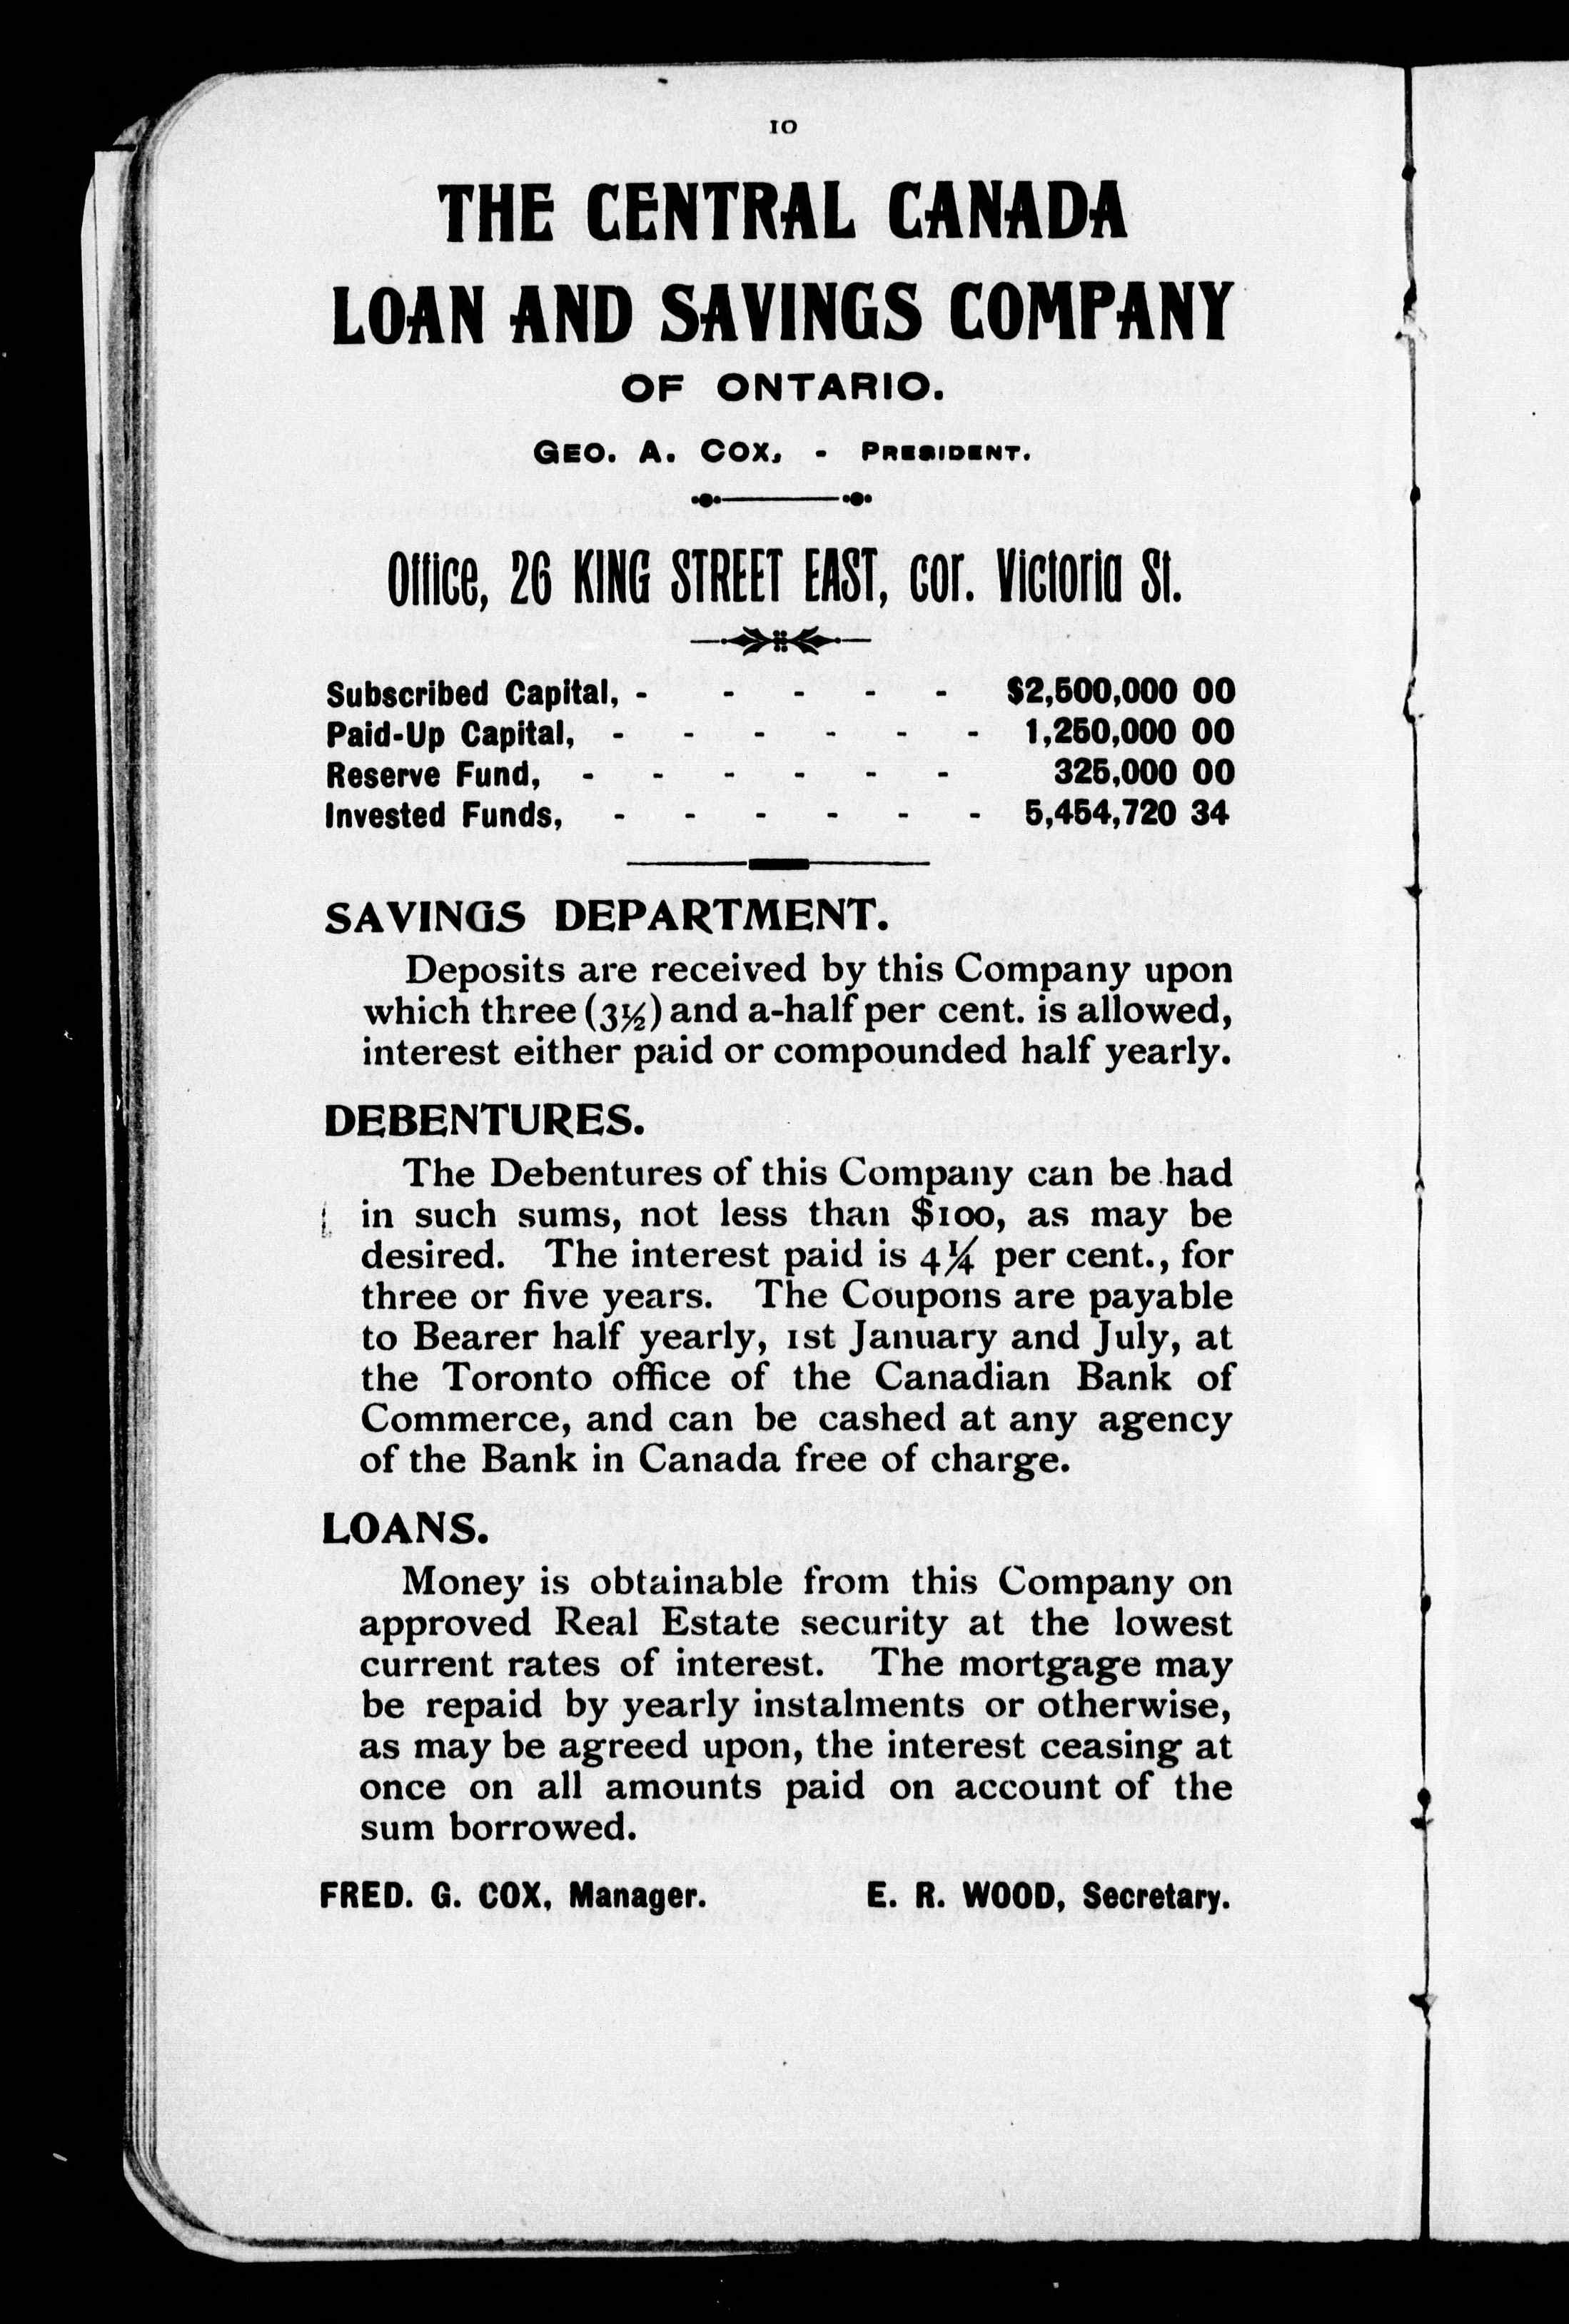 10
THE CENTRAL CANADA
LOAN AND SAVINGS COMPANY
OF ONTARIO.
GEO. A. COX, - PRESIDENT.
Office, 26 KING STREET EAST, cor. Victoria St.
Subscribed Capital, - - - - - $2,500,000 00
Paid-Up Capital, - - - - - - 1,250,000 00
Reserve Fund, - - - - - - 325,000 00
Invested Funds, - - - - - - 5,454,720 34
SAVINGS DEPARTMENT.
Deposits are received by this Company upon
which three (3½) and a-half per cent. is allowed,
interest either paid or compounded half yearly.
DEBENTURES.
The Debentures of this Company can be had
in such sums, not less than $100, as may be
desired. The interest paid is 4¼ per cent., for
three or five years. The Coupons are payable
to Bearer half yearly, 1st January and July, at
the Toronto office of the Canadian Bank of
Commerce, and can be cashed at any agency
of the Bank in Canada free of charge.
LOANS.
Money is obtainable from this Company on
approved Real Estate security at the lowest
current rates of interest. The mortgage may
be repaid by yearly instalments or otherwise,
as may be agreed upon, the interest ceasing at
once on all amounts paid on account of the
sum borrowed.
FRED. G. COX, Manager. E. R. WOOD, Secretary.